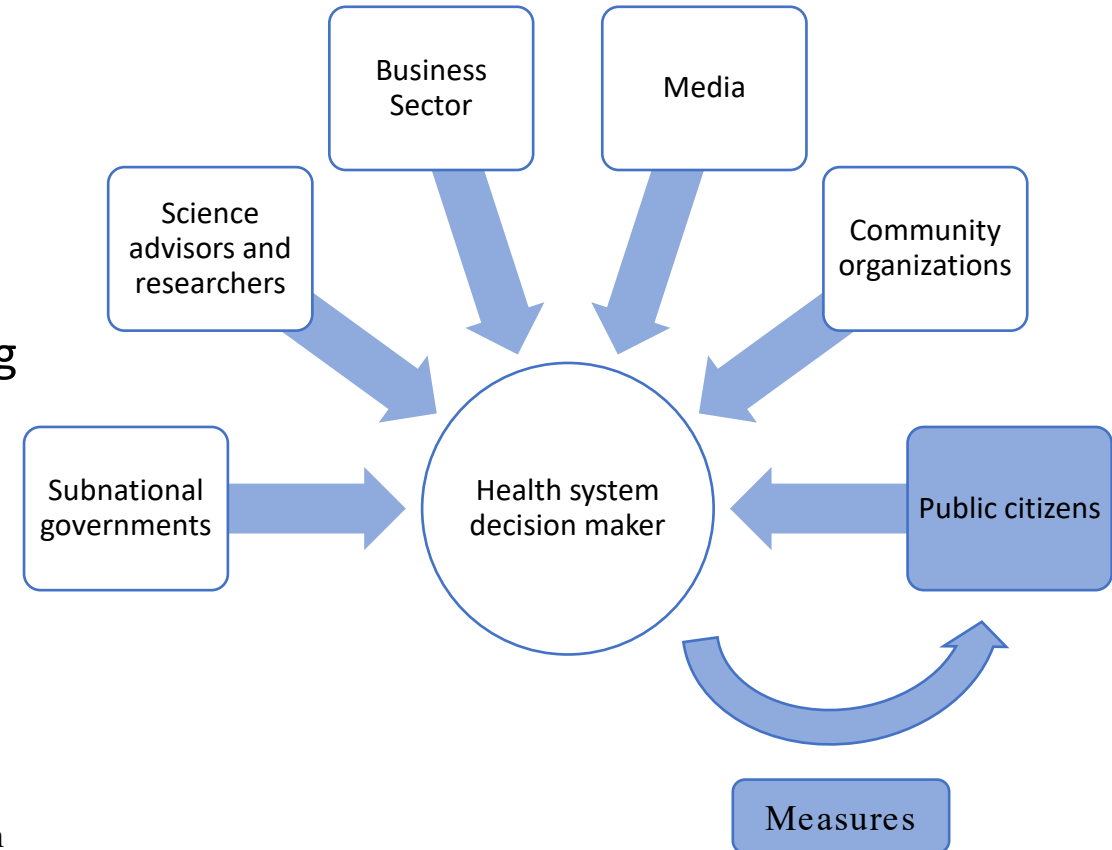 Business
Sector
Media
Science
advisors and
researchers
Community
organizations
g
Subnational
governments
Health system
decision maker
Public citizens
Measures